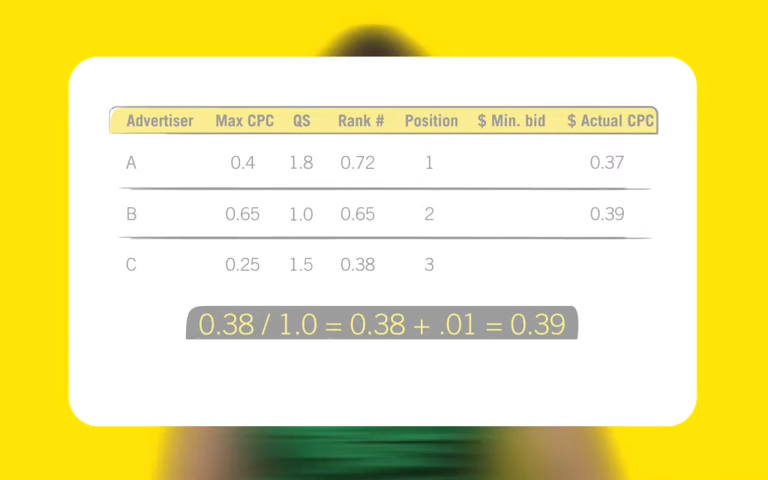 Advertiser Max CPC QS Rank # Position $ Min. bid $ Actual CPC
A 0.4 1.8 0.72 1 0.37
B 0.65 1.0 0.65 2 0.39
C 0.25 1.5 0.38 3
0.38 / 1.0 = 0.38 + .01 = 0.39